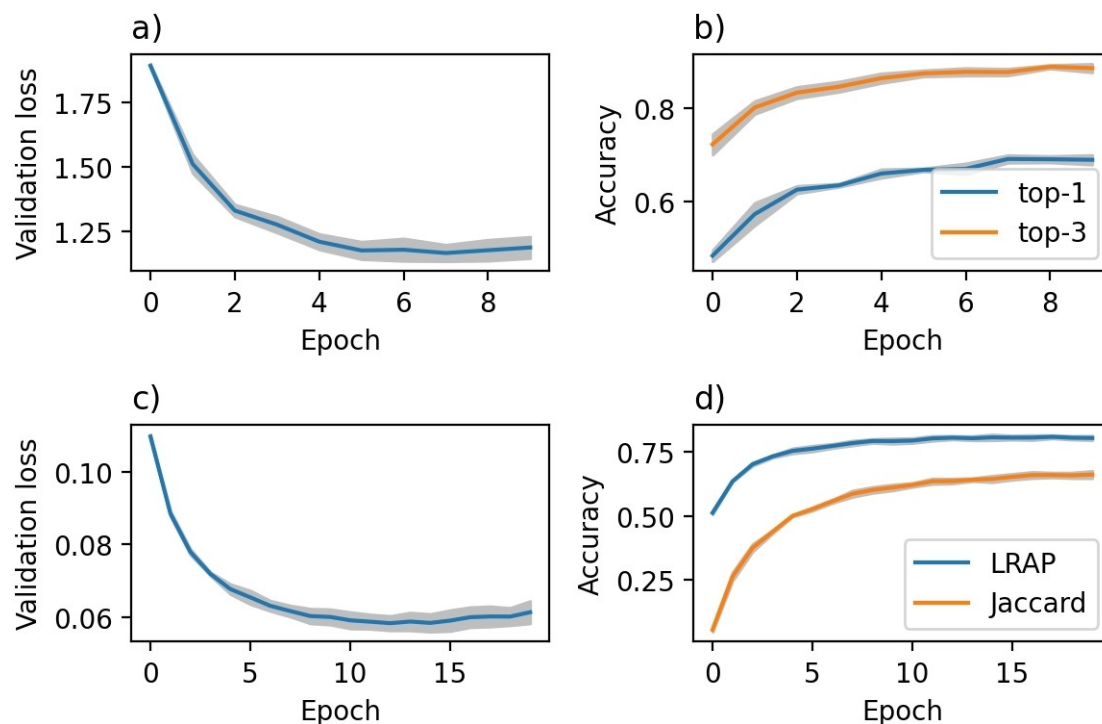 a)
Validation loss
1.75
1.50
1.25
0 2 4 6 8
Epoch
b)
Accuracy
0.8
0.6
top-1
top-3
0 2 4 6 8
Epoch
c)
Validation loss
0.10
0.08
0.06
0 5 10 15
Epoch
d)
Accuracy
0.75
0.50
0.25
LRAP
Jaccard
0 5 10 15
Epoch